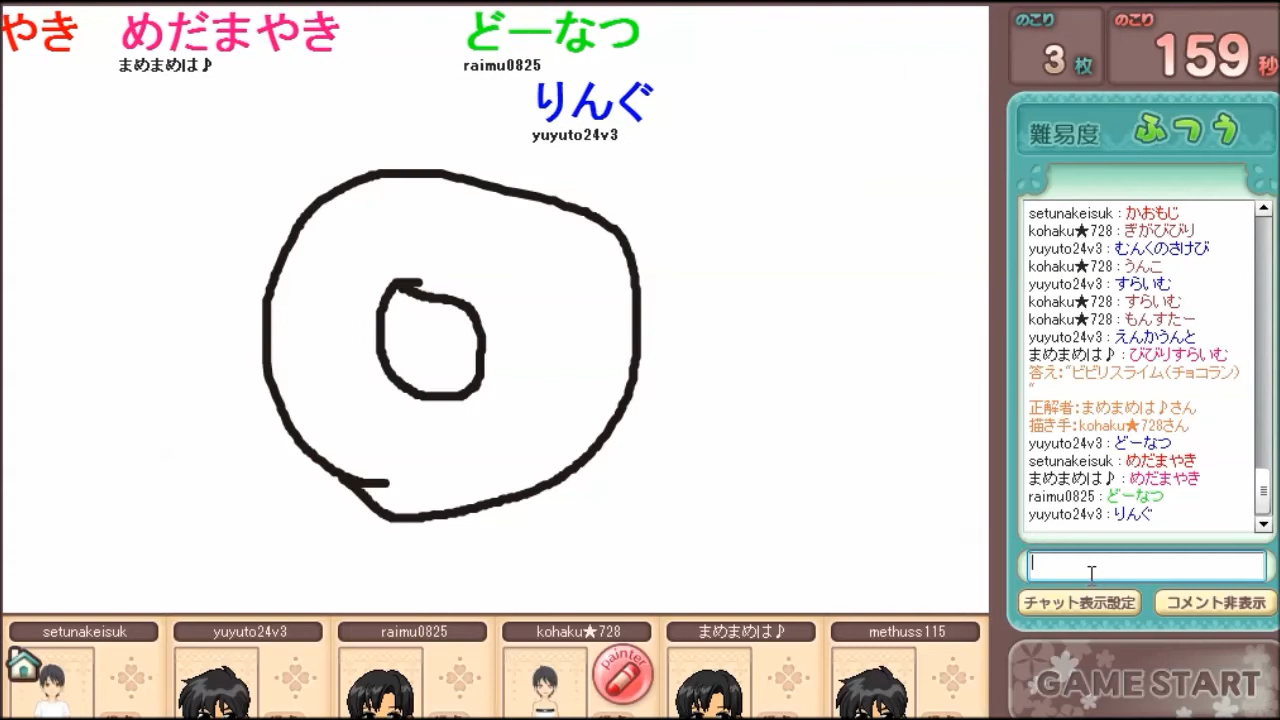 やき めだまやき どーなつ
まめまめは♪ raimu0825
りんぐ
yuyuto24v3
のこり 3 枚
のこり 159 秒
難易度 ふつう
setunakeisuk : かおもじ
kohaku★728 : ぎがびびり
yuyuto24v3 : むんくのさけび
kohaku★728 : うんこ
yuyuto24v3 : すらいむ
kohaku★728 : すらいむ
kohaku★728 : もんすたー
yuyuto24v3 : えんかうんと
まめまめは♪ : びびりすらいむ
答え:"ビビリスライム(チョコラン)
"
正解者:まめまめは♪さん
描き手:kohaku★728さん
yuyuto24v3 : どーなつ
setunakeisuk : めだまやき
まめまめは♪ : めだまやき
raimu0825 : どーなつ
yuyuto24v3 : りんぐ
チャット表示設定 コメント非表示
setunakeisuk yuyuto24v3 raimu0825 kohaku★728 まめまめは♪ methuss115
painter
GAME START